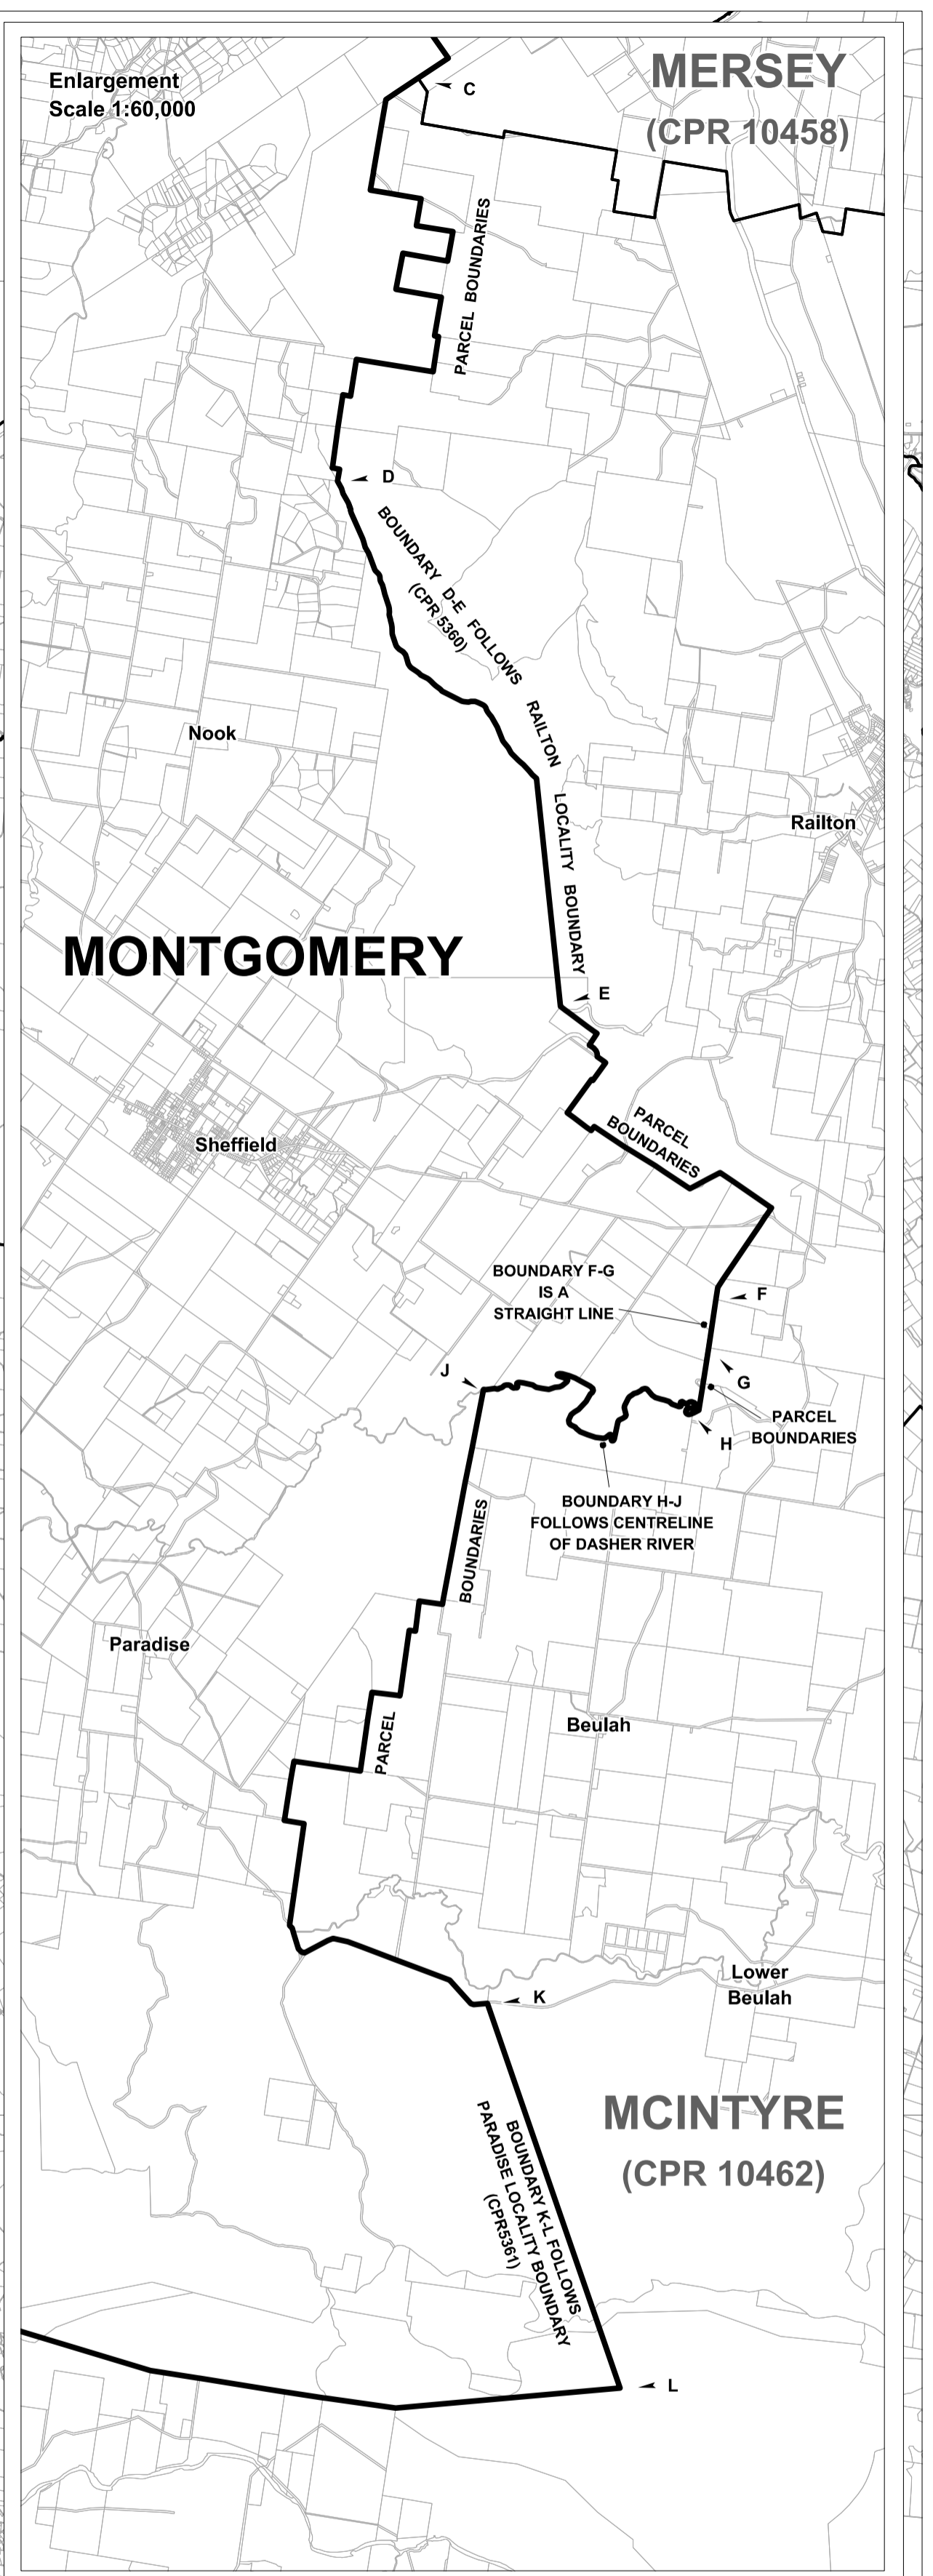 Enlargement
Scale 1:60,000
MERSEY
(CPR 10458)
C
PARCEL BOUNDARIES
D
BOUNDARY D-E FOLLOWS RAILTON LOCALITY BOUNDARY
(CPR 5360)
Nook
Railton
MONTGOMERY
E
Sheffield
PARCEL
BOUNDARIES
BOUNDARY F-G
IS A
STRAIGHT LINE
F
J
G
PARCEL
BOUNDARIES
H
BOUNDARY H-J
FOLLOWS CENTRELINE
OF DASHER RIVER
PARCEL BOUNDARIES
Paradise
Beulah
Lower
Beulah
K
MCINTYRE
(CPR 10462)
BOUNDARY K-L FOLLOWS
PARADISE LOCALITY BOUNDARY
(CPR5361)
L